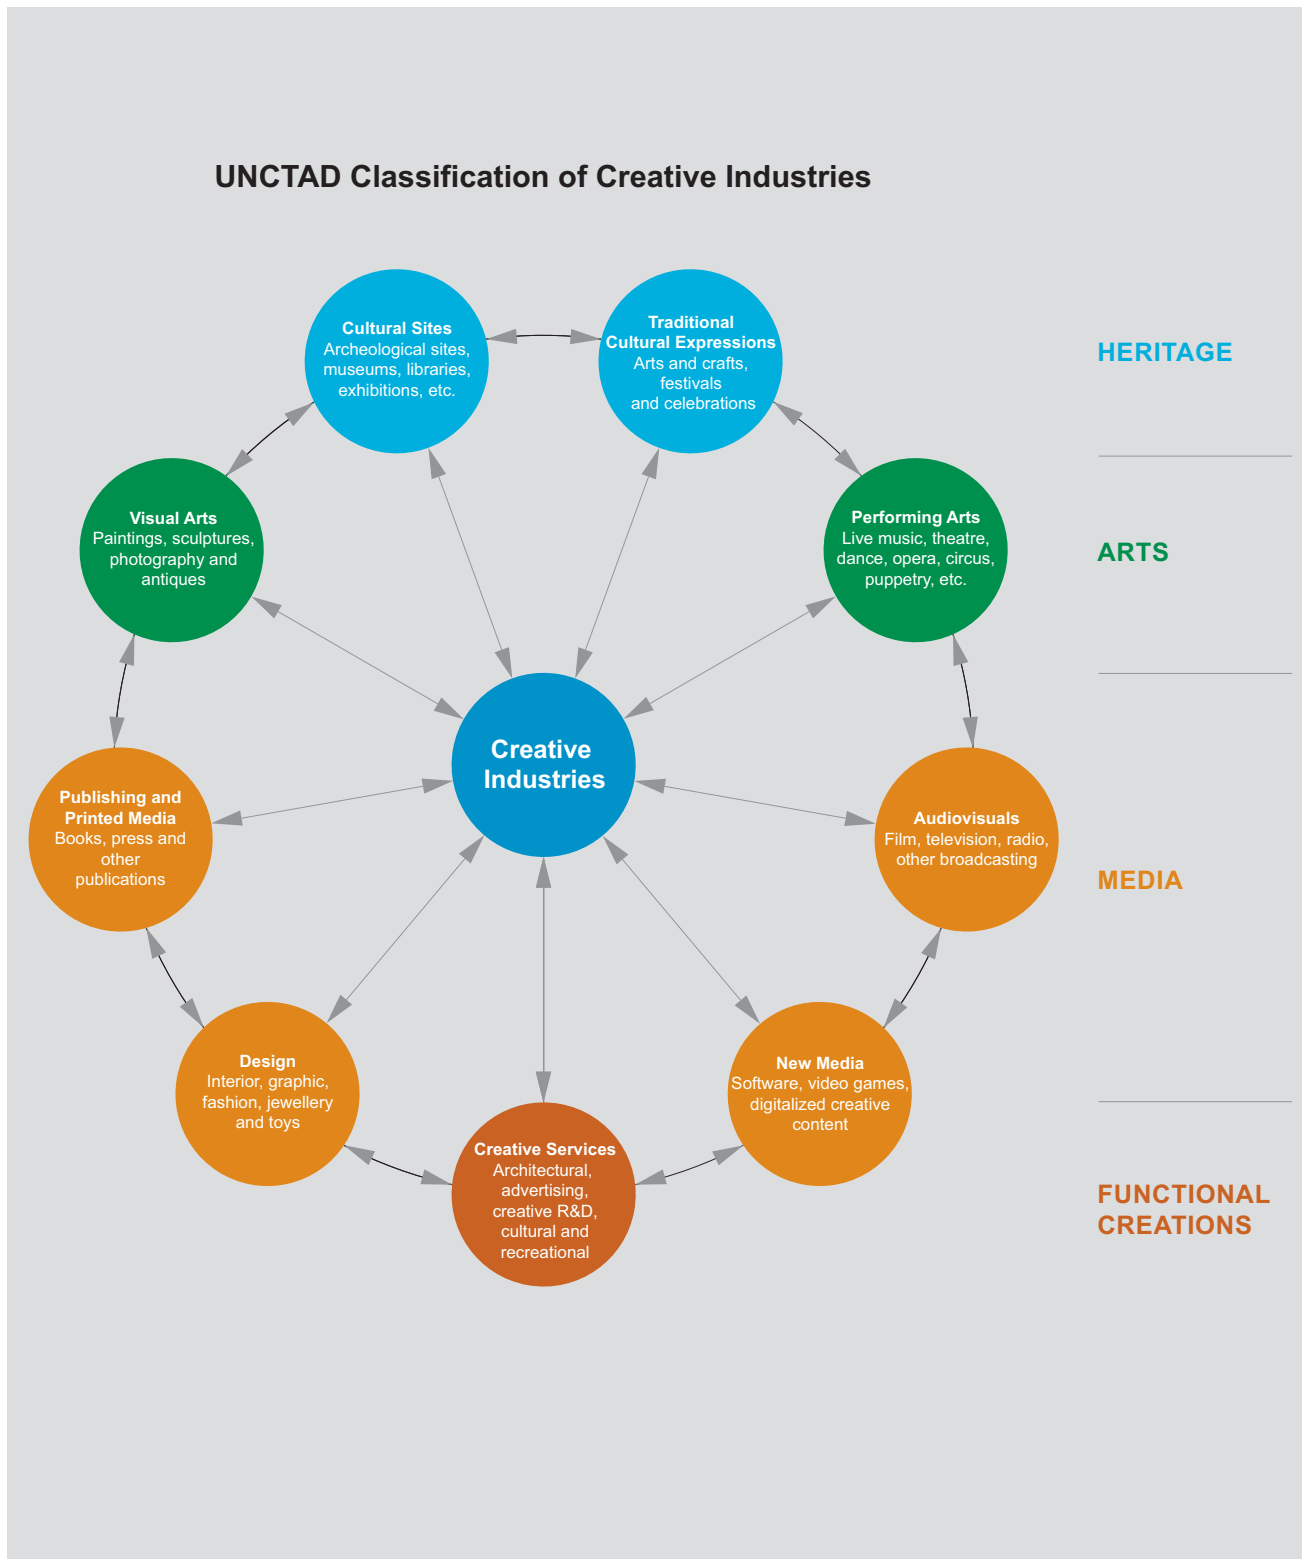 UNCTAD Classification of Creative Industries
Cultural Sites
Archeological sites,
museums, libraries,
exhibitions, etc.
Traditional
Cultural Expressions
Arts and crafts,
festivals
and celebrations
HERITAGE
Visual Arts
Paintings, sculptures,
photography and
antiques
Performing Arts
Live music, theatre,
dance, opera, circus,
puppetry, etc.
ARTS
Creative
Industries
Publishing and
Printed Media
Books, press and
other
publications
Audiovisuals
Film, television, radio,
other broadcasting
MEDIA
Design
Interior, graphic,
fashion, jewellery
and toys
New Media
Software, video games,
digitalized creative
content
Creative Services
Architectural,
advertising,
creative R&D,
cultural and
recreational
FUNCTIONAL
CREATIONS